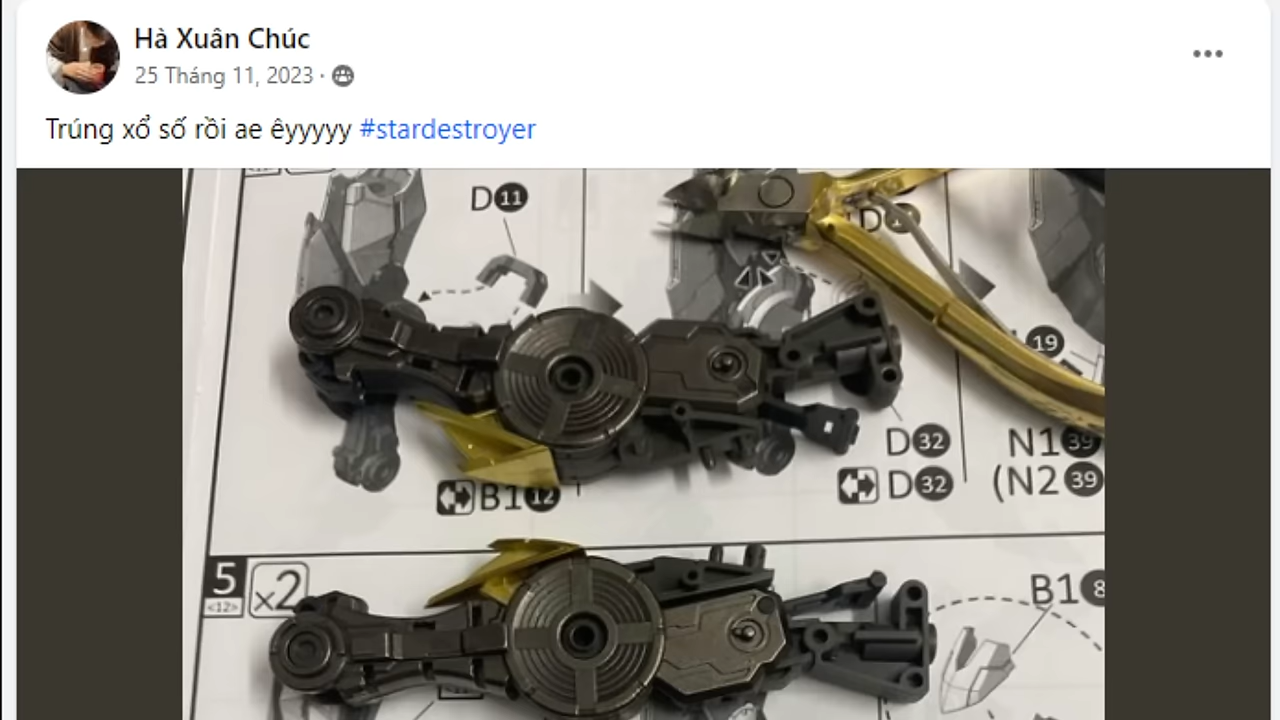 Hà Xuân Chúc
25 Tháng 11, 2023 ·
Trúng xổ số rồi ae êyyyyy #stardestroyer
D11
19
D32
N1 39
B1 12
D32
(N2 39
5
x2
<12>
B1 8